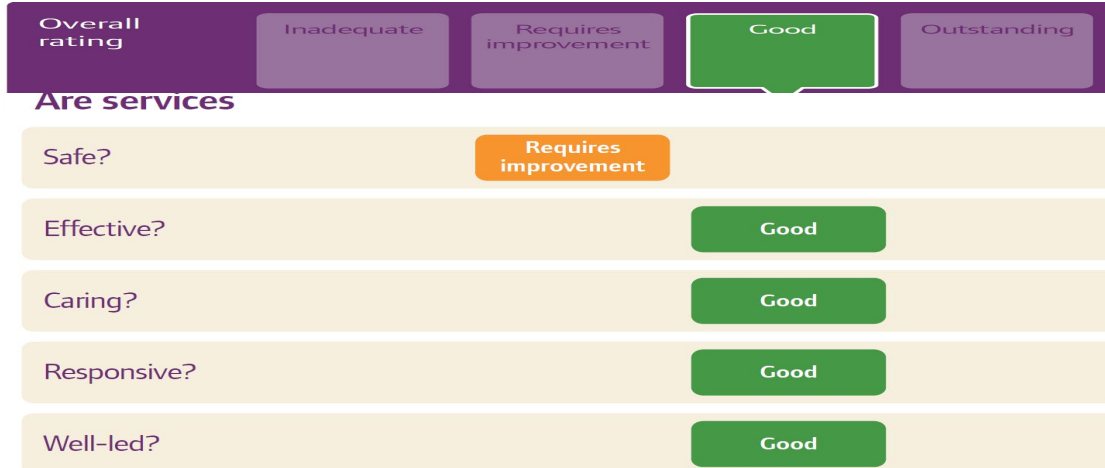 Overall rating Inadequate Requires improvement Good Outstanding
Are services
Safe? Requires improvement
Effective? Good
Caring? Good
Responsive? Good
Well-led? Good